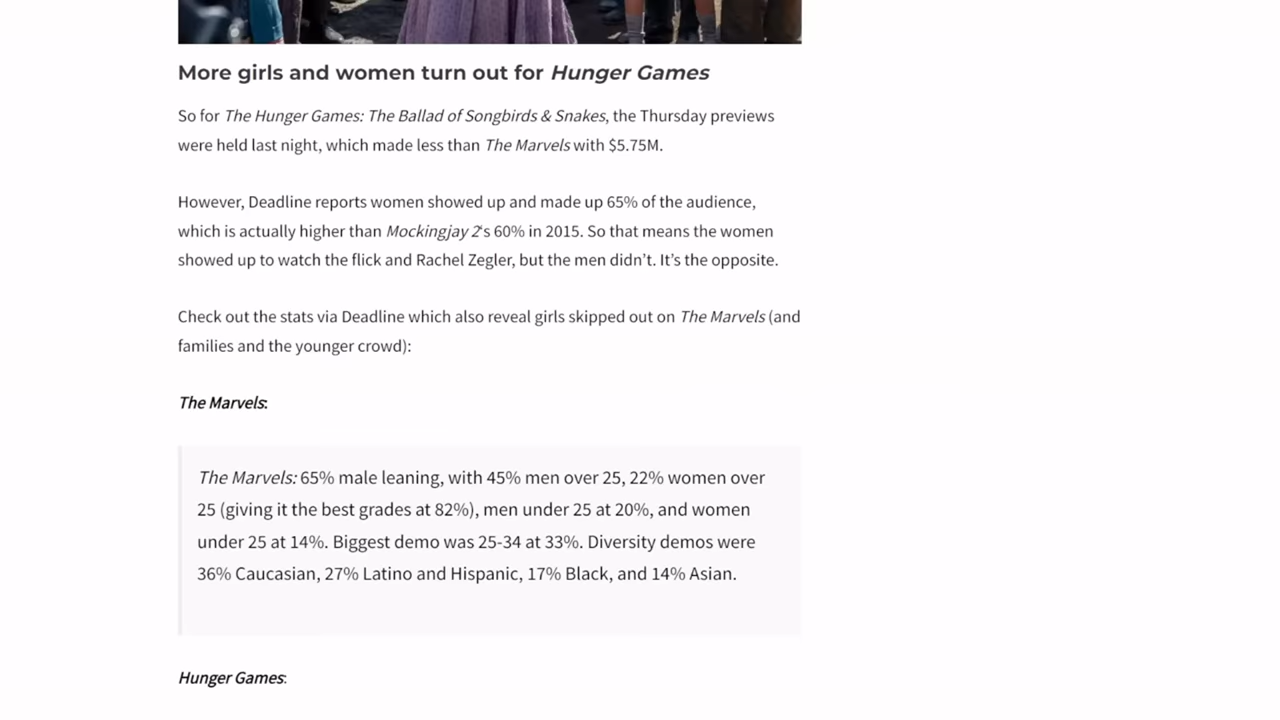 More girls and women turn out for Hunger Games
So for The Hunger Games: The Ballad of Songbirds & Snakes, the Thursday previews
were held last night, which made less than The Marvels with $5.75M.
However, Deadline reports women showed up and made up 65% of the audience,
which is actually higher than Mockingjay 2's 60% in 2015. So that means the women
showed up to watch the flick and Rachel Zegler, but the men didn't. It's the opposite.
Check out the stats via Deadline which also reveal girls skipped out on The Marvels (and
families and the younger crowd):
The Marvels:
The Marvels: 65% male leaning, with 45% men over 25, 22% women over
25 (giving it the best grades at 82%), men under 25 at 20%, and women
under 25 at 14%. Biggest demo was 25-34 at 33%. Diversity demos were
36% Caucasian, 27% Latino and Hispanic, 17% Black, and 14% Asian.
Hunger Games: